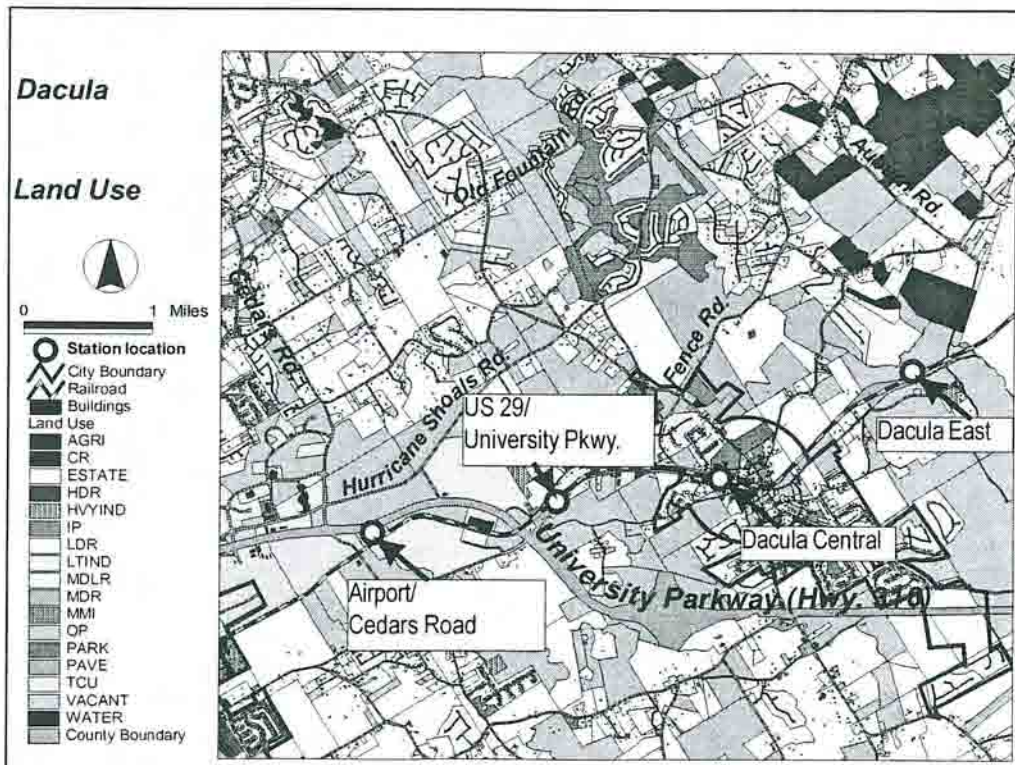 Dacula
Land Use
0 1 Miles
Station location
City Boundary
Railroad
Buildings
Land Use
AGRI
CR
ESTATE
HDR
HVYIND
IP
LDR
LTIND
MDLR
MDR
MMI
OP
PARK
PAVE
TCU
VACANT
WATER
County Boundary
Old Fountain
Rd.
Cedars Rd
Hurricane Shoals Rd.
Fence Rd.
US 29/
University Pkwy.
Dacula East
Dacula Central
Airport/
Cedars Road
University Parkway (Hwy. 316)